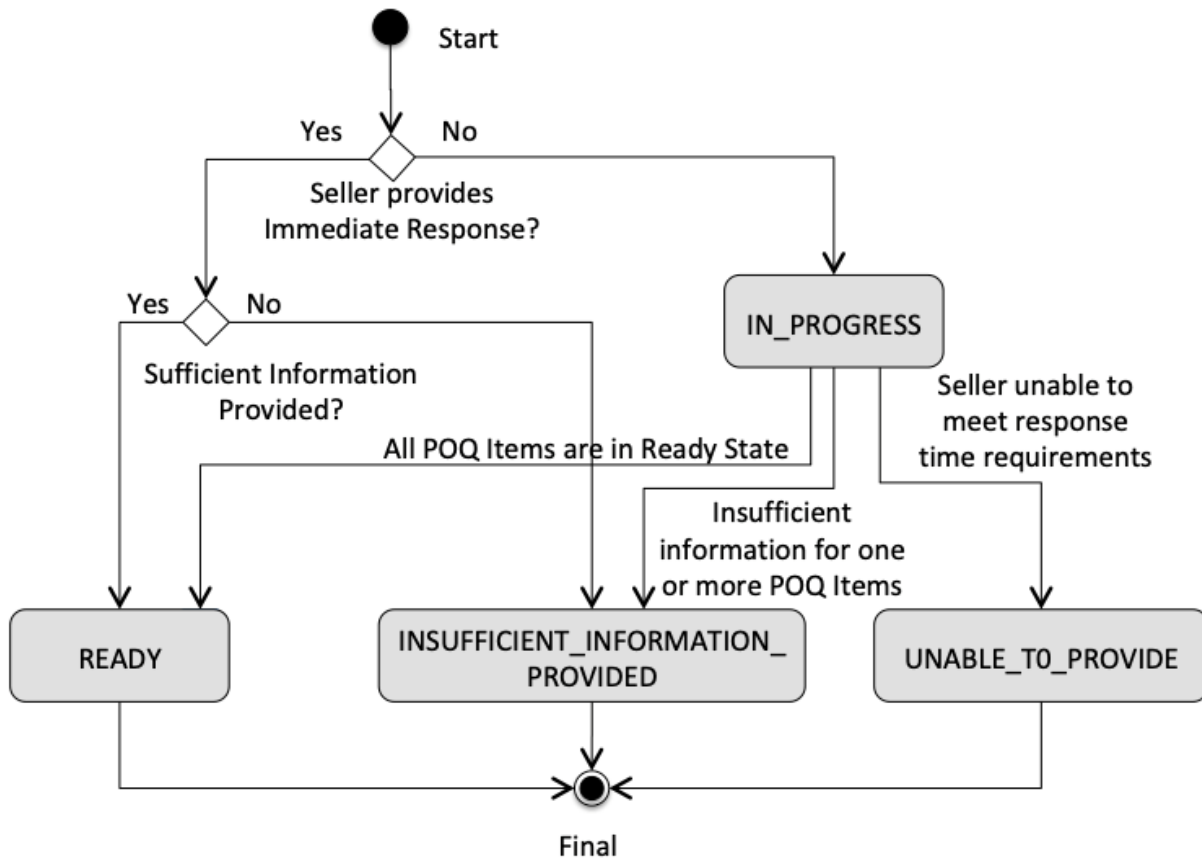 Start
Yes
No
Seller provides
Immediate Response?
Yes
No
IN_PROGRESS
Sufficient Information
Provided?
Seller unable to
meet response
time requirements
All POQ Items are in Ready State
Insufficient
information for one
or more POQ Items
READY
INSUFFICIENT_INFORMATION_
PROVIDED
UNABLE_T0_PROVIDE
Final